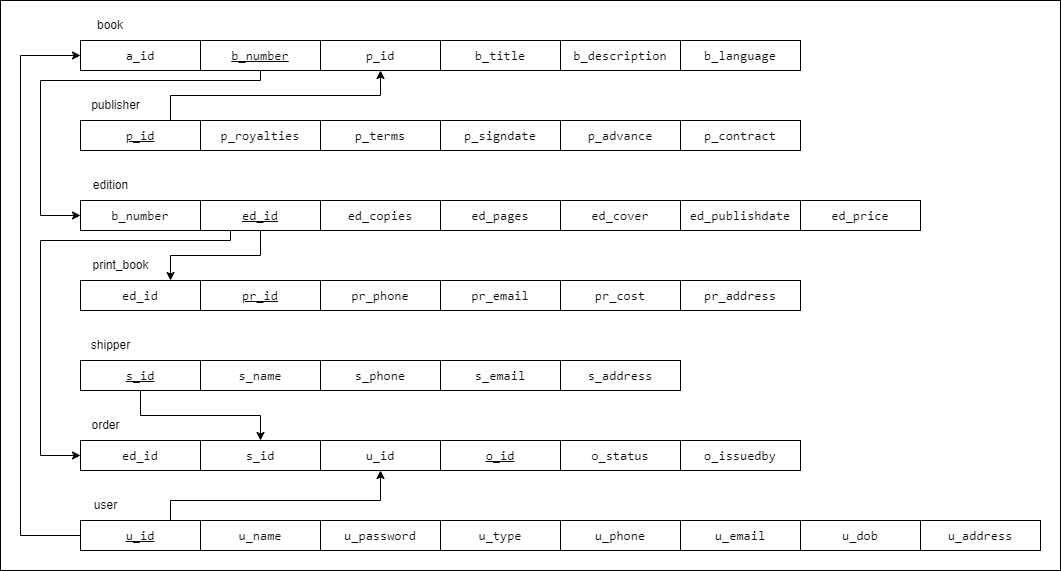 book
a_id b_number p_id b_title b_description b_language
publisher
p_id p_royalties p_terms p_signdate p_advance p_contract
edition
b_number ed_id ed_copies ed_pages ed_cover ed_publishdate ed_price
print_book
ed_id pr_id pr_phone pr_email pr_cost pr_address
shipper
s_id s_name s_phone s_email s_address
order
ed_id s_id u_id o_id o_status o_issuedby
user
u_id u_name u_password u_type u_phone u_email u_dob u_address